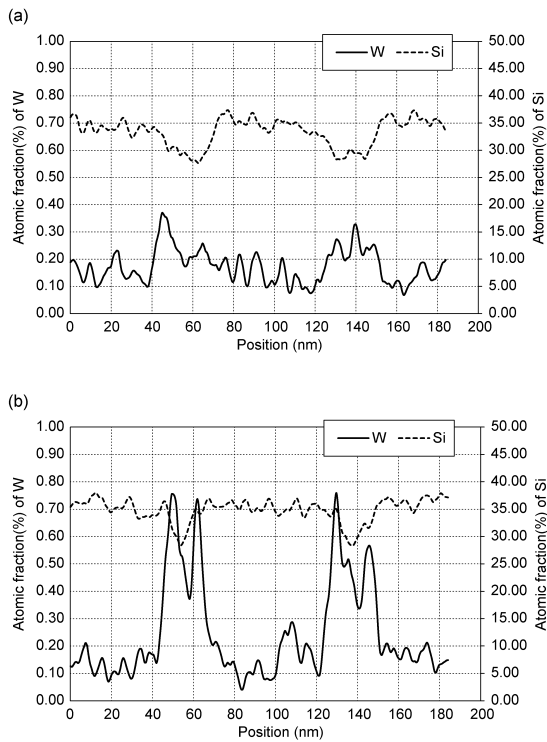 (a)
W Si
1.00 50.00
0.90 45.00
0.80 40.00
0.70 35.00
0.60 30.00
0.50 25.00
0.40 20.00
0.30 15.00
0.20 10.00
0.10 5.00
0.00 0.00
Atomic fraction(%) of W
Atomic fraction(%) of Si
0 20 40 60 80 100 120 140 160 180 200
Position (nm)
(b)
W Si
1.00 50.00
0.90 45.00
0.80 40.00
0.70 35.00
0.60 30.00
0.50 25.00
0.40 20.00
0.30 15.00
0.20 10.00
0.10 5.00
0.00 0.00
Atomic fraction(%) of W
Atomic fraction(%) of Si
0 20 40 60 80 100 120 140 160 180 200
Position (nm)